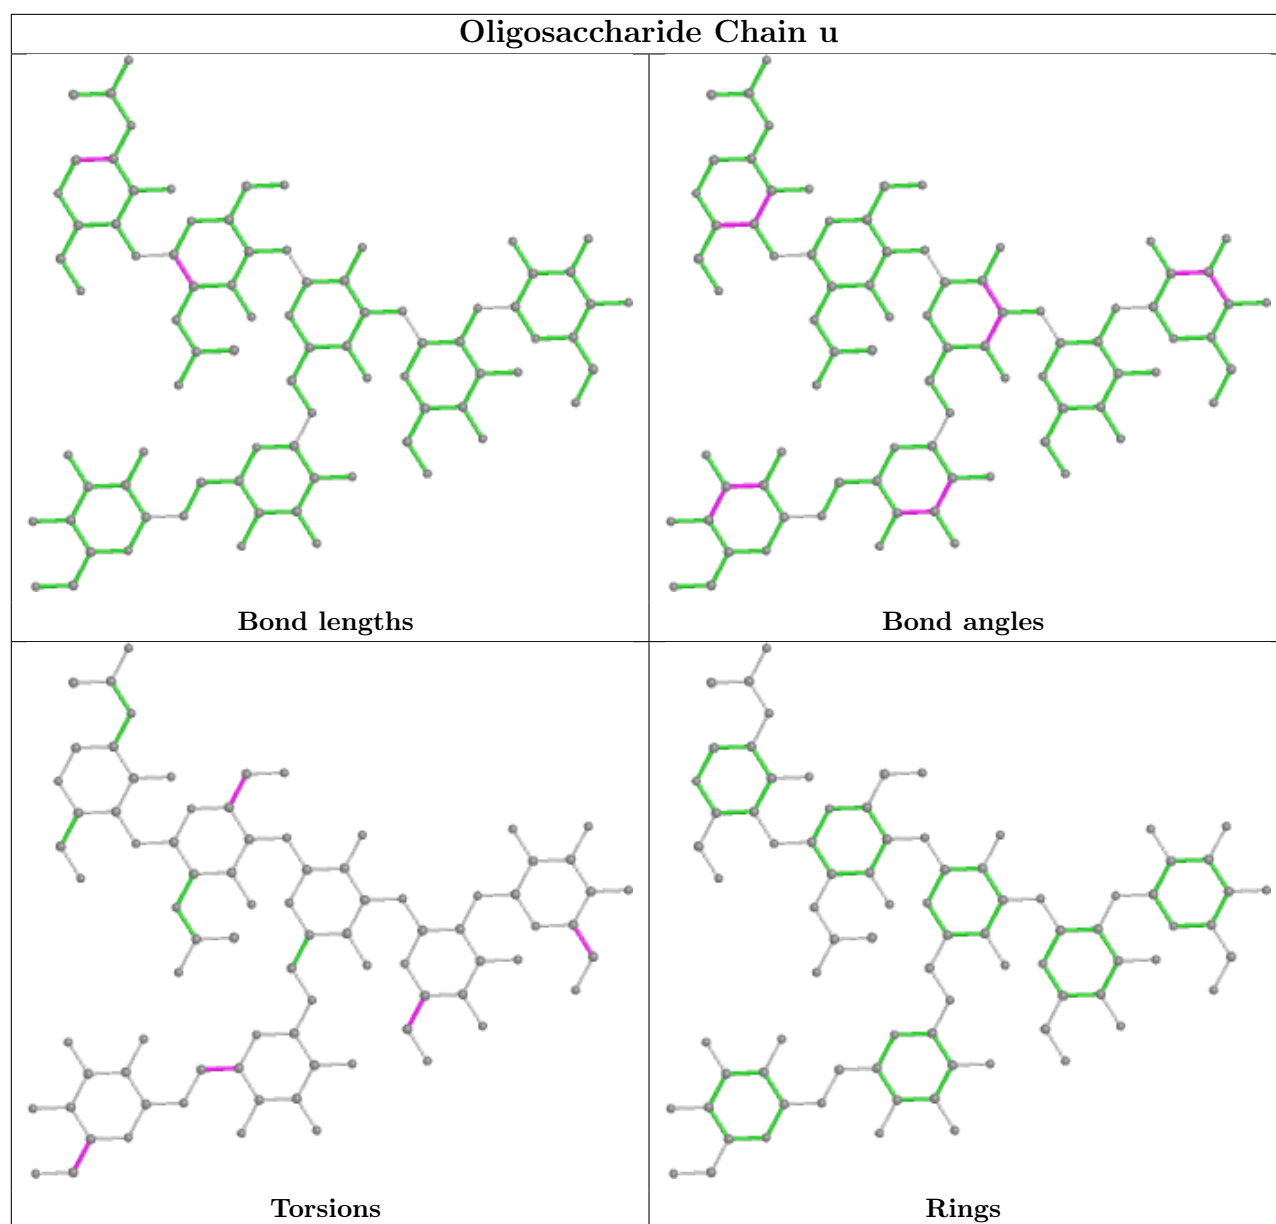 Oligosaccharide Chain u
Bond lengths
Bond angles
Torsions
Rings